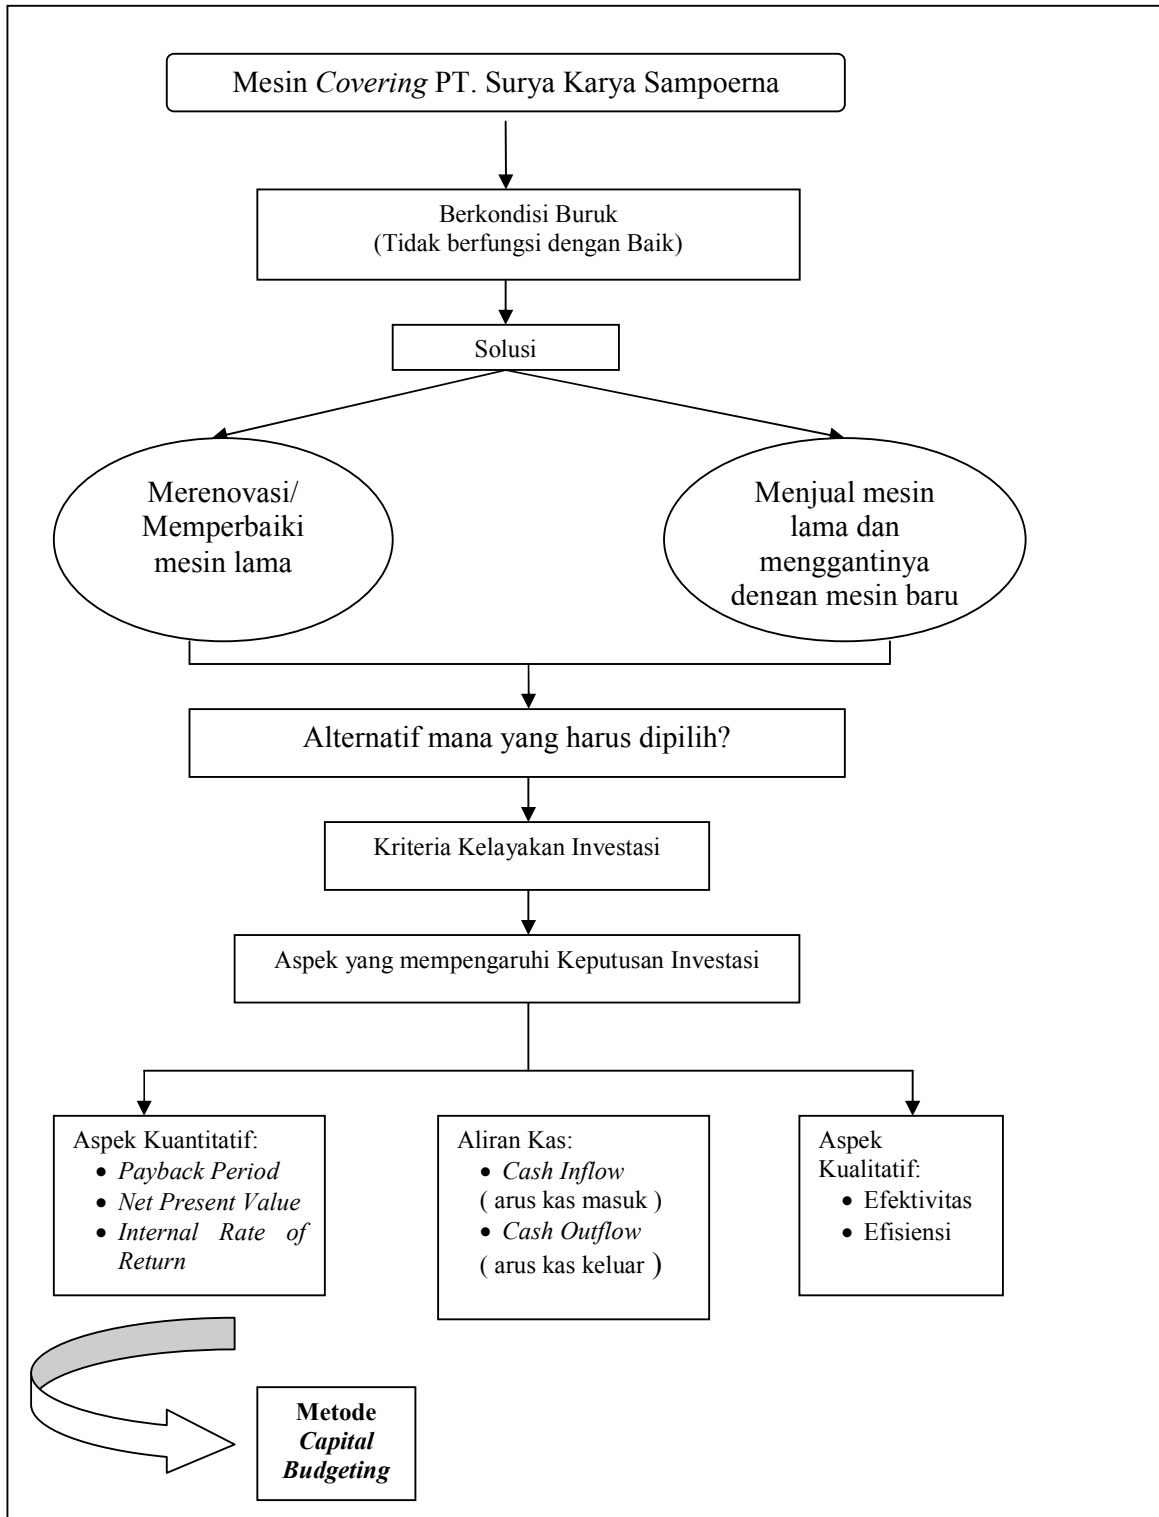 Mesin Covering PT. Surya Karya Sampoerna
Berkondisi Buruk
(Tidak berfungsi dengan Baik)
Solusi
Merenovasi/
Memperbaiki
mesin lama
Menjual mesin
lama dan
menggantinya
dengan mesin baru
Alternatif mana yang harus dipilih?
Kriteria Kelayakan Investasi
Aspek yang mempengaruhi Keputusan Investasi
Aspek Kuantitatif:
• Payback Period
• Net Present Value
• Internal Rate of
Return
Aliran Kas:
• Cash Inflow
( arus kas masuk )
• Cash Outflow
( arus kas keluar )
Aspek
Kualitatif:
• Efektivitas
• Efisiensi
Metode
Capital
Budgeting